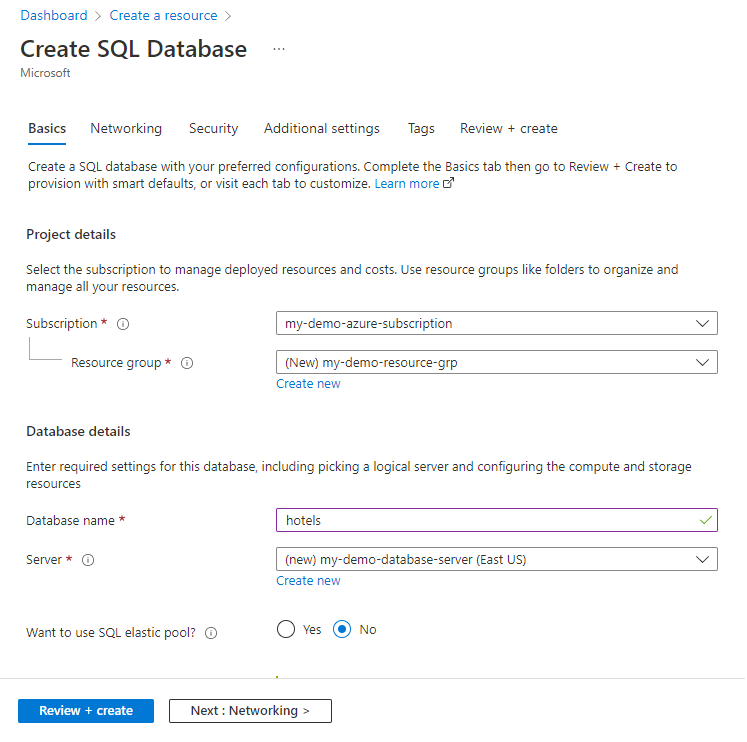 Dashboard > Create a resource >
Create SQL Database ...
Microsoft
Basics Networking Security Additional settings Tags Review + create
Create a SQL database with your preferred configurations. Complete the Basics tab then go to Review + Create to
provision with smart defaults, or visit each tab to customize. Learn more
Project details
Select the subscription to manage deployed resources and costs. Use resource groups like folders to organize and
manage all your resources.
Subscription * my-demo-azure-subscription
Resource group * (New) my-demo-resource-grp
Create new
Database details
Enter required settings for this database, including picking a logical server and configuring the compute and storage
resources
Database name * hotels
Server * (new) my-demo-database-server (East US)
Create new
Want to use SQL elastic pool? Yes No
Review + create Next : Networking >